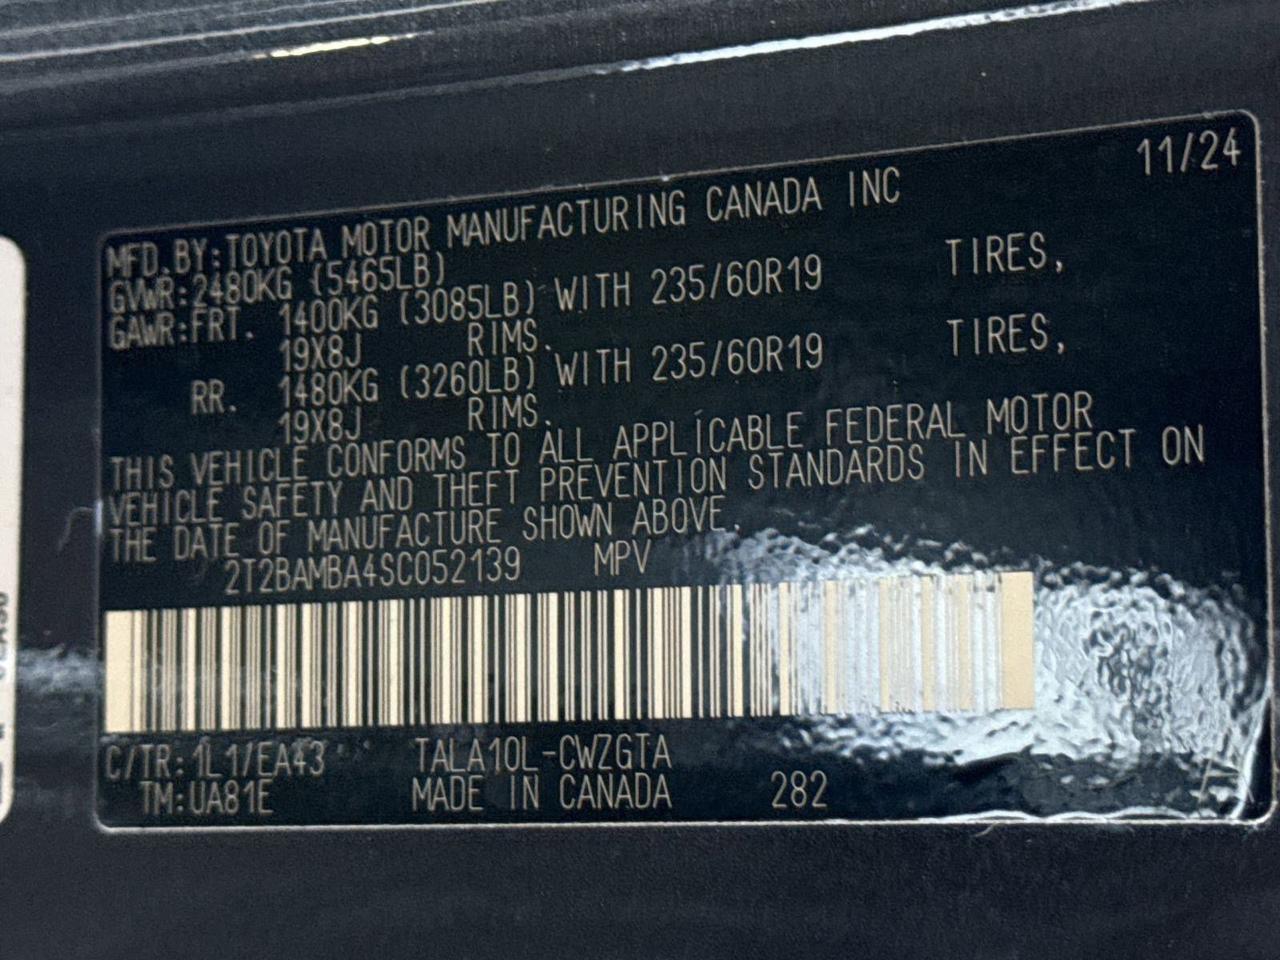 11/24
MFD.BY:TOYOTA MOTOR MANUFACTURING CANADA INC
GVWR:2480KG (5465LB)
GAWR:FRT. 1400KG (3085LB) WITH 235/60R19 TIRES,
19X8J RIMS.
RR. 1480KG (3260LB) WITH 235/60R19 TIRES,
19X8J RIMS.
THIS VEHICLE CONFORMS TO ALL APPLICABLE FEDERAL MOTOR
VEHICLE SAFETY AND THEFT PREVENTION STANDARDS IN EFFECT ON
THE DATE OF MANUFACTURE SHOWN ABOVE.
2T2BAMBA4SC052139 MPV
C/TR:1L1/EA43 TALA10L-CWZGTA
TM:UA81E MADE IN CANADA 282